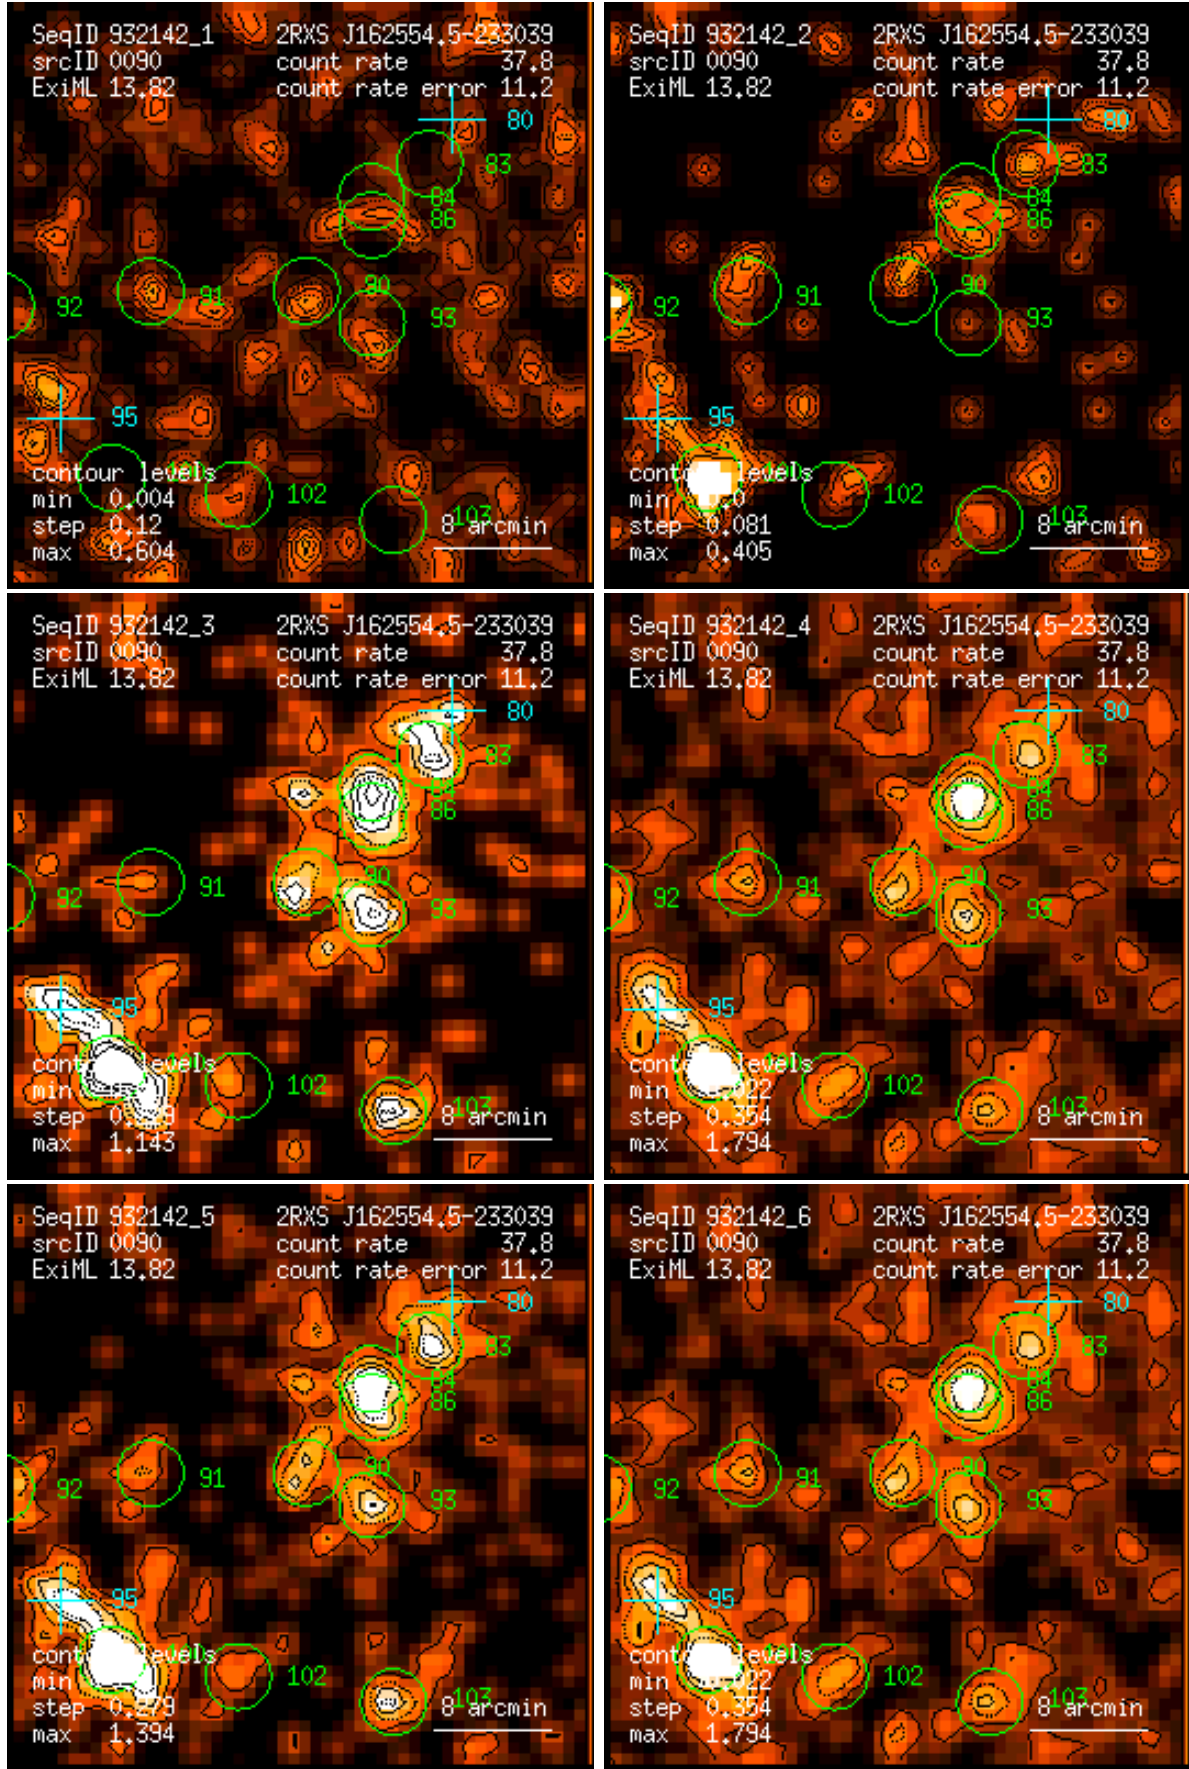 SeqID 932142_1 2RXS J162554.5-233039
srcID 0090 count rate 37.8
ExiML 13.82 count rate error 11.2
80
83
84
86
90
92 91
93
95
contour levels
min 0.004 102
step 0.12 103
8 arcmin
max 0.604
SeqID 932142_2 2RXS J162554.5-233039
srcID 0090 count rate 37.8
ExiML 13.82 count rate error 11.2
80
83
84
86
90
92 91
93
95
contour levels
min 102
step 0.081 103
8 arcmin
max 0.405
SeqID 932142_3 2RXS J162554.5-233039
srcID 0090 count rate 37.8
ExiML 13.82 count rate error 11.2
80
83
84
86
90
92 91
93
95
levels
min 102
step 103
8 arcmin
max 1.143
SeqID 932142_4 2RXS J162554.5-233039
srcID 0090 count rate 37.8
ExiML 13.82 count rate error 11.2
80
83
84
86
90
92 91
93
95
levels
min 102
step 0.354 103
8 arcmin
max 1.794
SeqID 932142_5 2RXS J162554.5-233039
srcID 0090 count rate 37.8
ExiML 13.82 count rate error 11.2
80
83
84
86
90
92 91
93
95
levels
min 102
step 0.279 103
8 arcmin
max 1.394
SeqID 932142_6 2RXS J162554.5-233039
srcID 0090 count rate 37.8
ExiML 13.82 count rate error 11.2
80
83
84
86
90
92 91
93
95
levels
min 102
step 0.354 103
8 arcmin
max 1.794